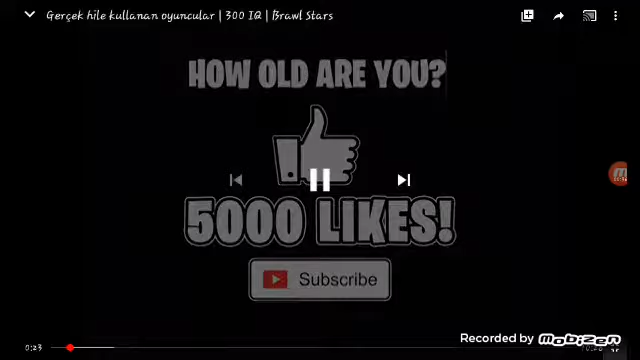 Gerçek hile kullanan oyuncular | 300 IQ | Brawl Stars
HOW OLD ARE YOU?
5000 LIKES!
Subscribe
0:23
Recorded by Mobizen